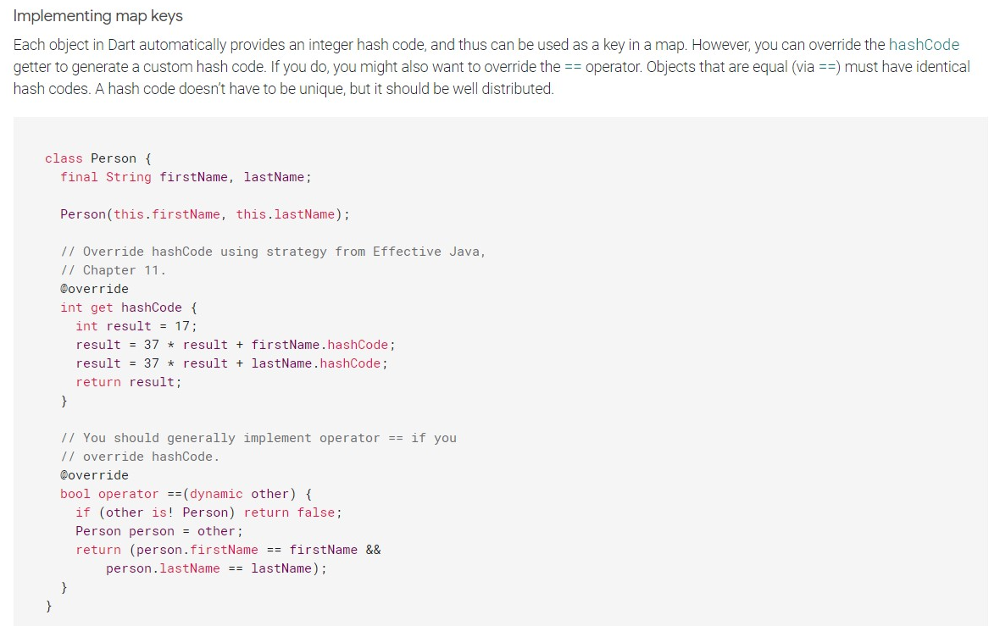 Implementing map keys
Each object in Dart automatically provides an integer hash code, and thus can be used as a key in a map. However, you can override the hashCode
getter to generate a custom hash code. If you do, you might also want to override the == operator. Objects that are equal (via ==) must have identical
hash codes. A hash code doesn't have to be unique, but it should be well distributed.
class Person {
  final String firstName, lastName;
  Person(this.firstName, this.lastName);
  // Override hashCode using strategy from Effective Java,
  // Chapter 11.
  @override
  int get hashCode {
    int result = 17;
    result = 37 * result + firstName.hashCode;
    result = 37 * result + lastName.hashCode;
    return result;
  }
  // You should generally implement operator == if you
  // override hashCode.
  @override
  bool operator ==(dynamic other) {
    if (other is! Person) return false;
    Person person = other;
    return (person.firstName == firstName &&
        person.lastName == lastName);
  }
}